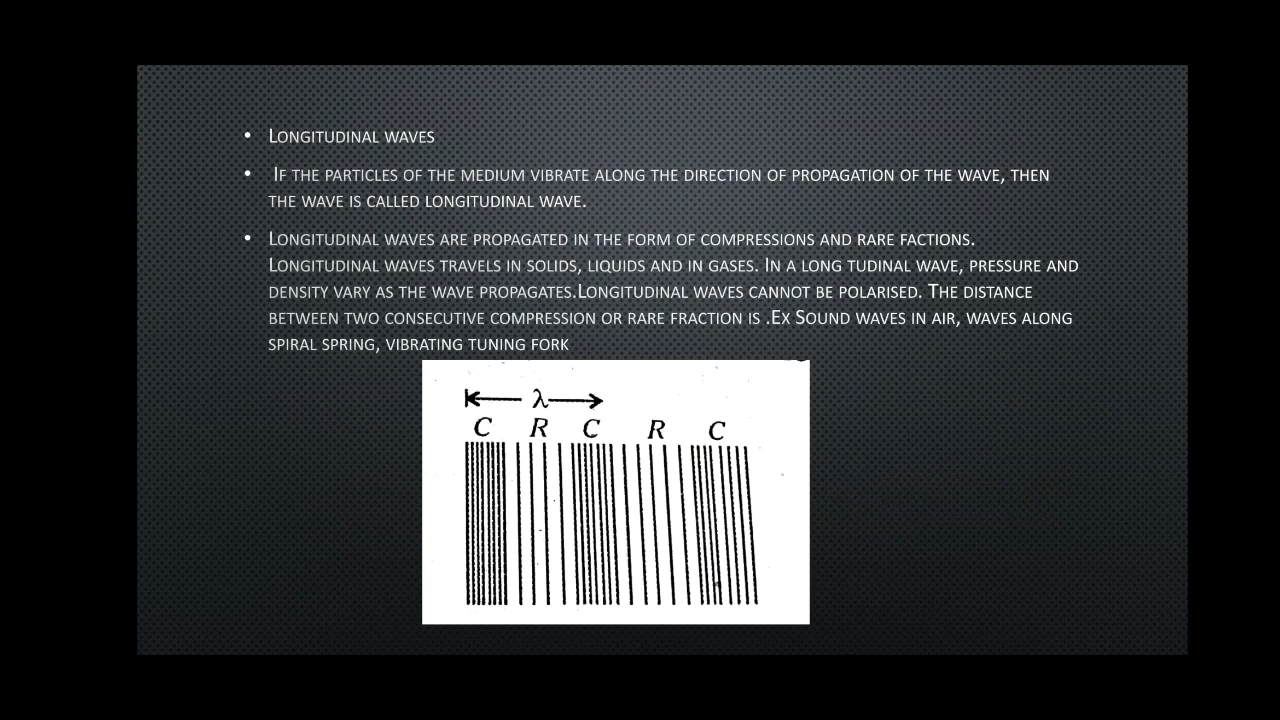 • Longitudinal waves
• If the particles of the medium vibrate along the direction of propagation of the wave, then
the wave is called longitudinal wave.
• Longitudinal waves are propagated in the form of compressions and rare factions.
Longitudinal waves travels in solids, liquids and in gases. In a long tudinal wave, pressure and
density vary as the wave propagates.Longitudinal waves cannot be polarised. The distance
between two consecutive compression or rare fraction is .Ex Sound waves in air, waves along
spiral spring, vibrating tuning fork
λ
C R C R C